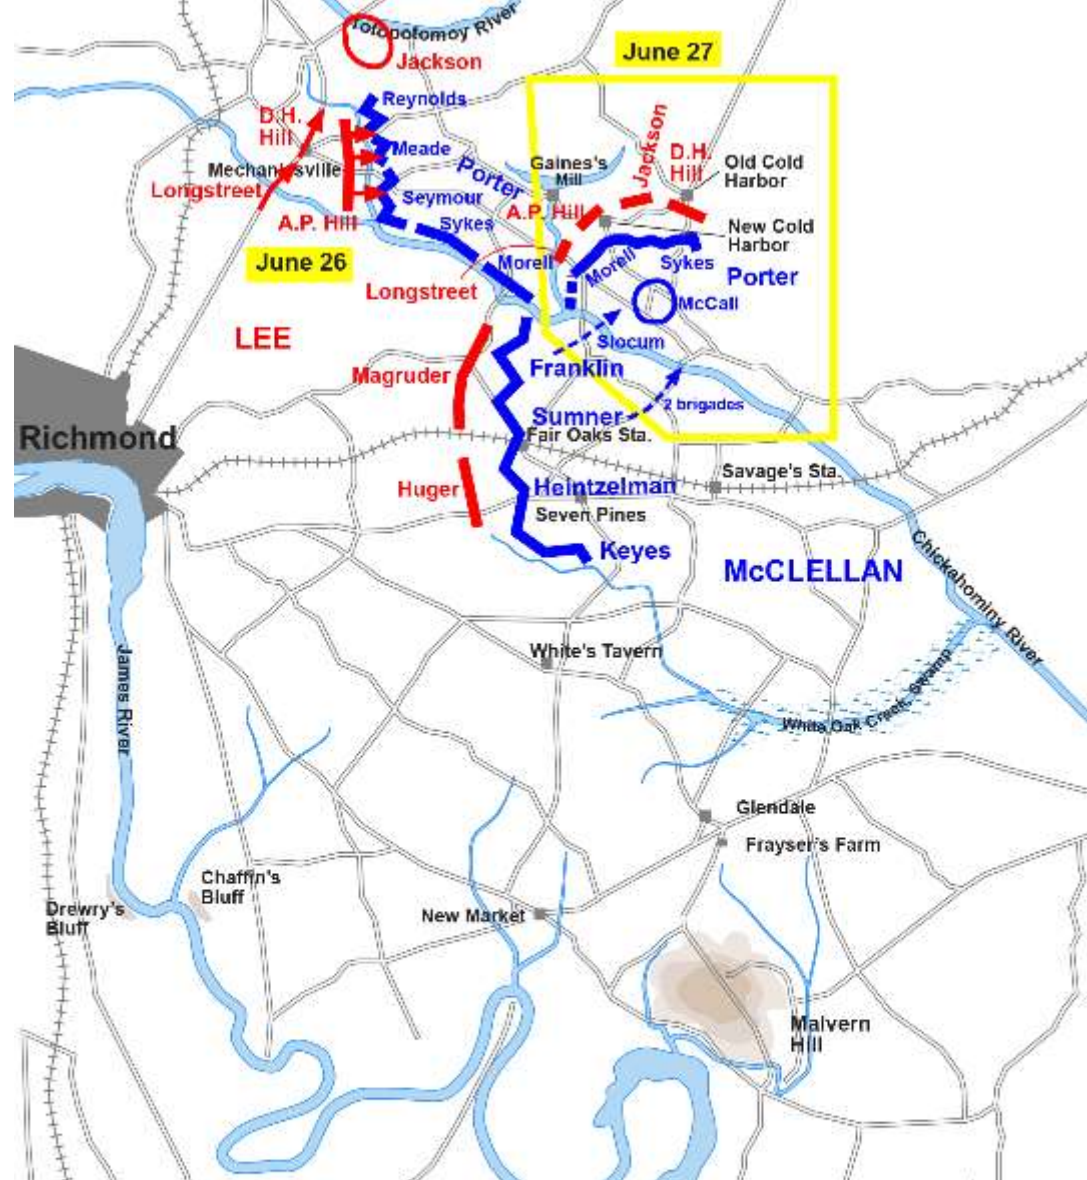 Totopotomoy River
Jackson
June 27
Reynolds
D.H.
Hill
Meade
Mechanicsville
Porter
Longstreet
Seymour
A.P. Hill
Sykes
June 26
Gaines's
Mill
Jackson
D.H.
Hill
Old Cold
Harbor
A.P. Hill
New Cold
Harbor
Morell
Morell
Sykes
Porter
Longstreet
McCall
LEE
Slocum
Franklin
Magruder
2 brigades
Sumner
Richmond
Fair Oaks Sta.
Savage's Sta.
Huger
Heintzelman
Seven Pines
Keyes
McCLELLAN
Chickahominy River
White's Tavern
James River
White Oak Creek, Swamp
Glendale
Frayser's Farm
Chaffin's
Bluff
Drewry's
Bluff
New Market
Malvern
Hill